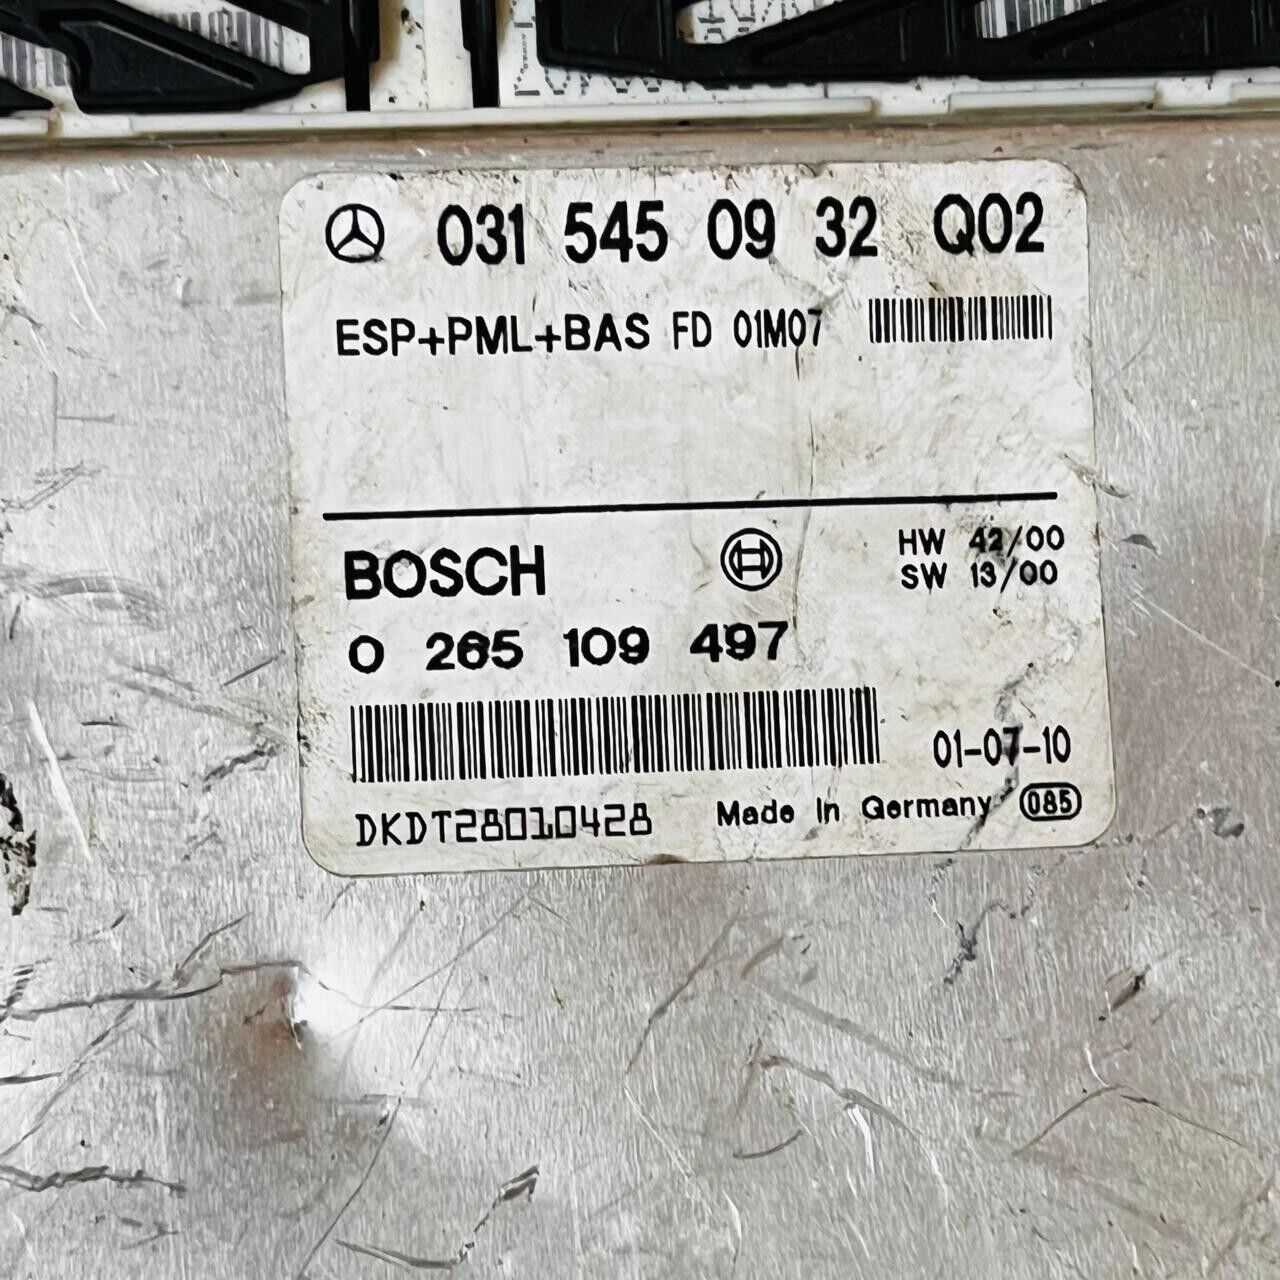 031 545 09 32 Q02
ESP+PML+BAS FD 01M07
BOSCH
HW 42/00
SW 13/00
0 265 109 497
01-07-10
DKDT28010428
Made In Germany 085